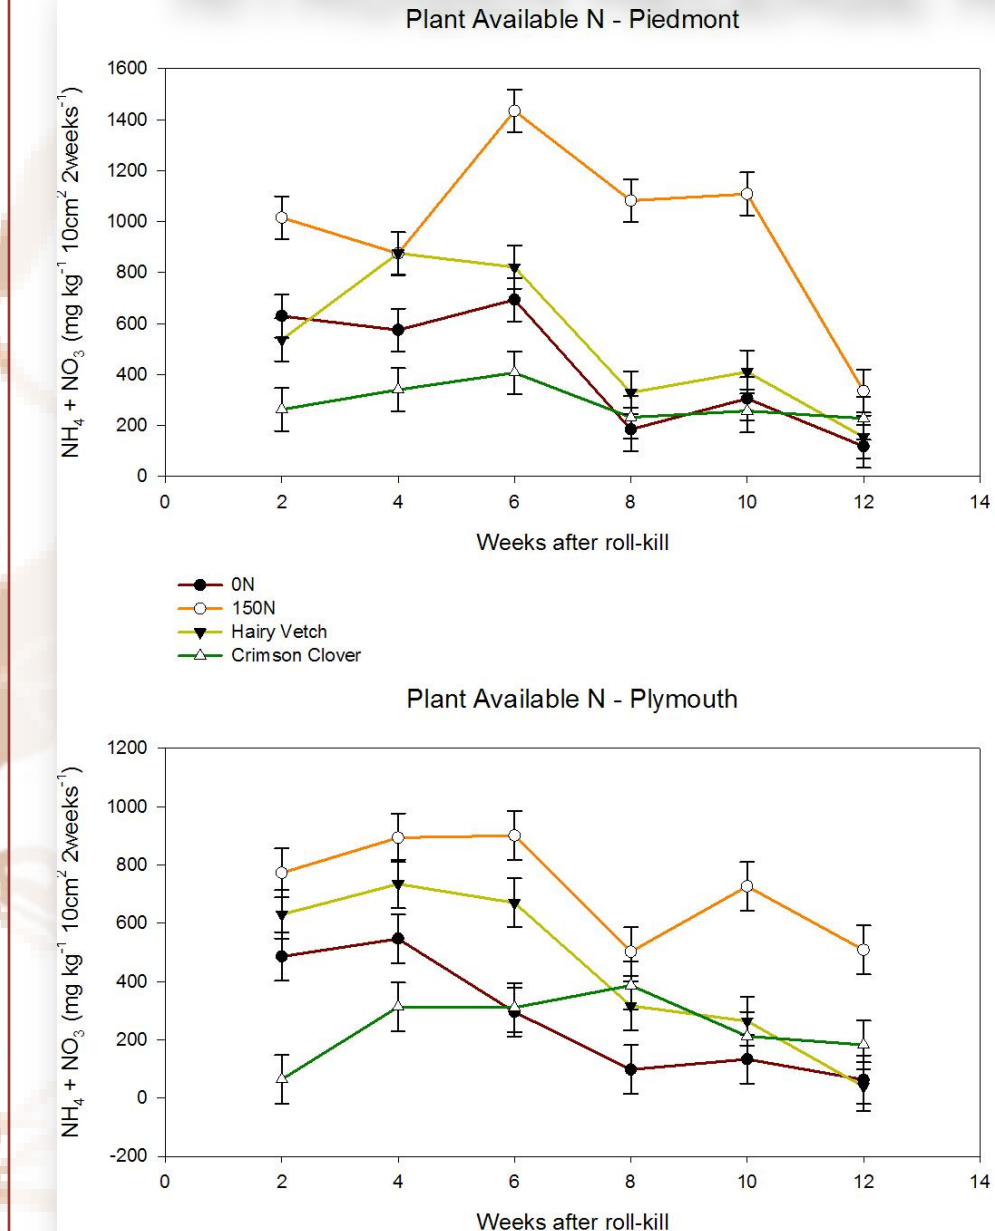 Plant Available N - Piedmont
1600
1400
1200
1000
800
600
400
200
0
NH₄ + NO₃ (mg kg⁻¹ 10cm² 2weeks⁻¹)
0 2 4 6 8 10 12 14
Weeks after roll-kill
0N
150N
Hairy Vetch
Crimson Clover
Plant Available N - Plymouth
1200
1000
800
600
400
200
0
-200
NH₄ + NO₃ (mg kg⁻¹ 10cm² 2weeks⁻¹)
0 2 4 6 8 10 12 14
Weeks after roll-kill